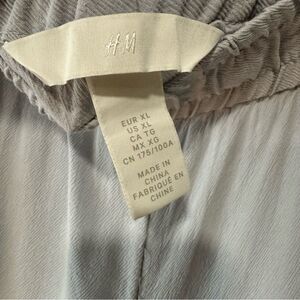 H&M
EUR XL
US XL
CA TG
MX XG
CN 175/100A
MADE IN
CHINA
FABRIQUÉ EN
CHINE